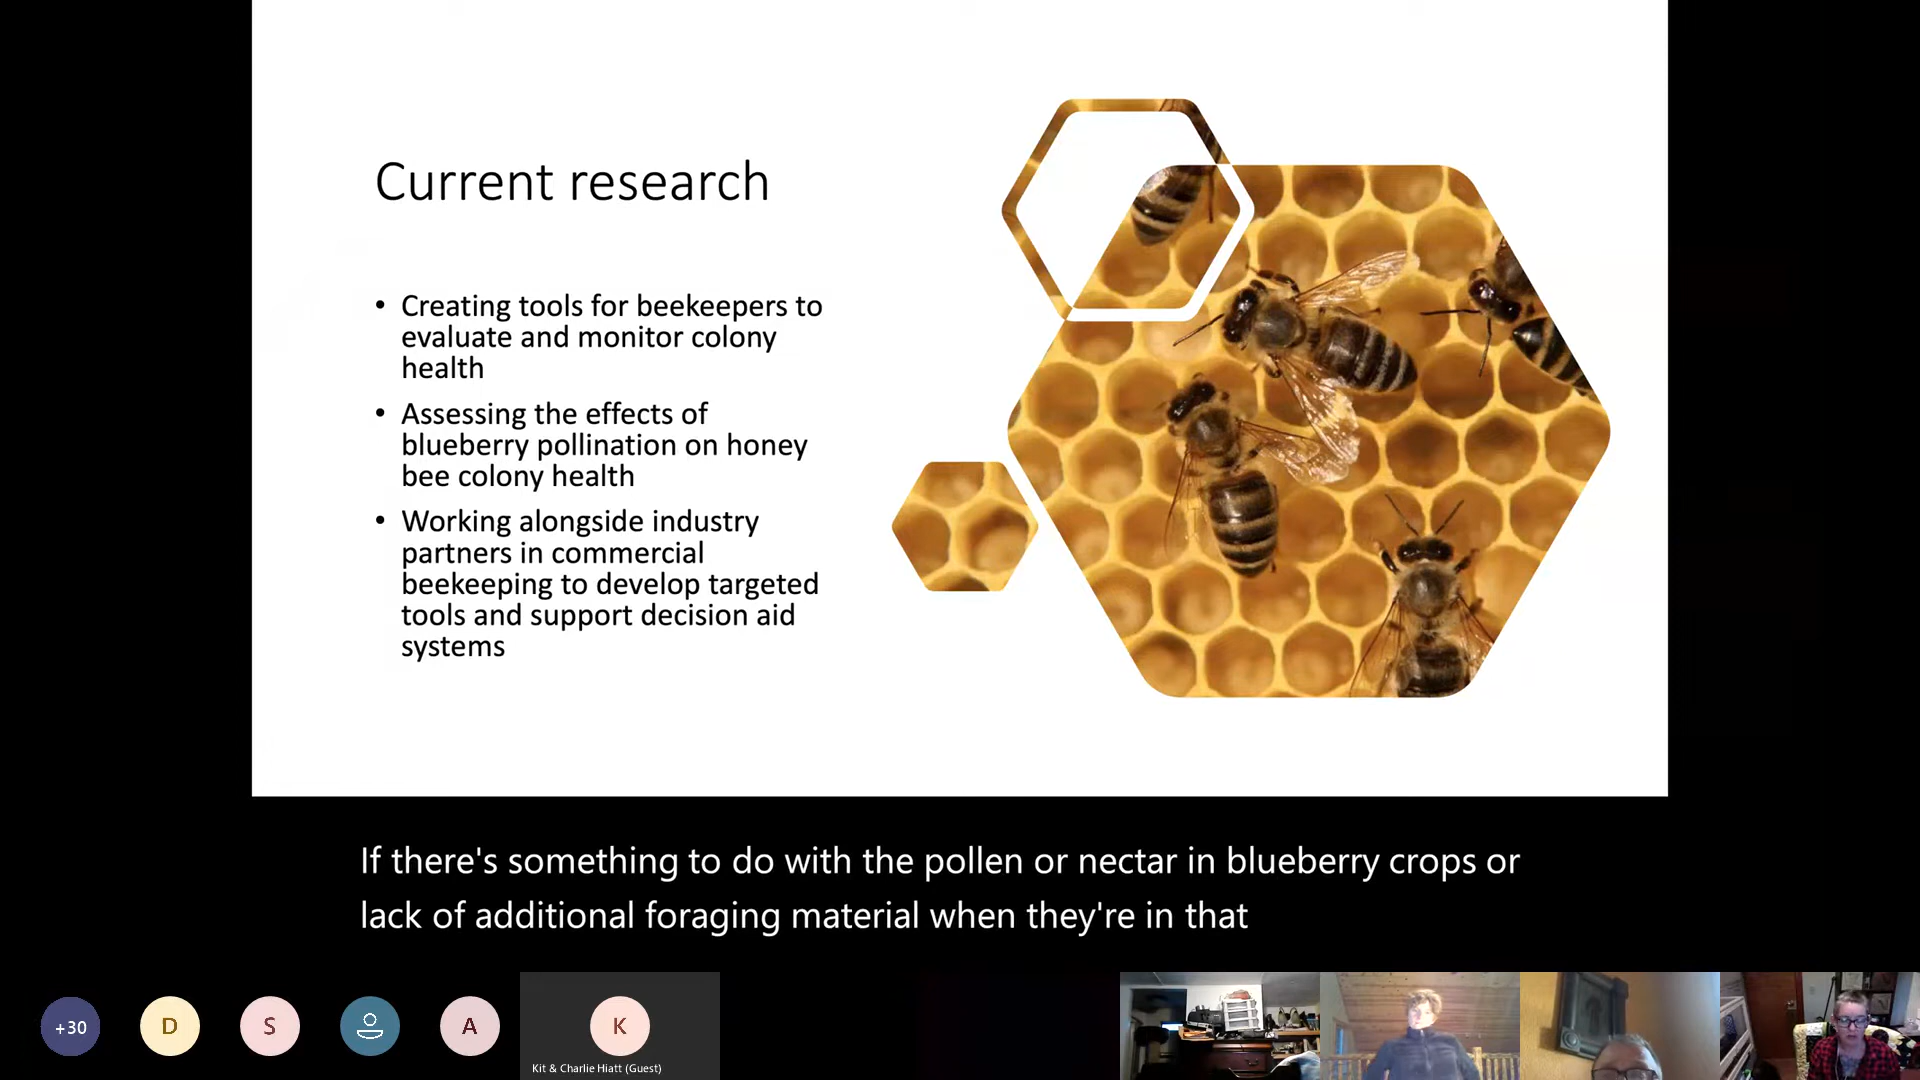 Current research
• Creating tools for beekeepers to
evaluate and monitor colony
health
• Assessing the effects of
blueberry pollination on honey
bee colony health
• Working alongside industry
partners in commercial
beekeeping to develop targeted
tools and support decision aid
systems
If there's something to do with the pollen or nectar in blueberry crops or
lack of additional foraging material when they're in that
+30
D
S
A
K
Kit & Charlie Hiatt (Guest)